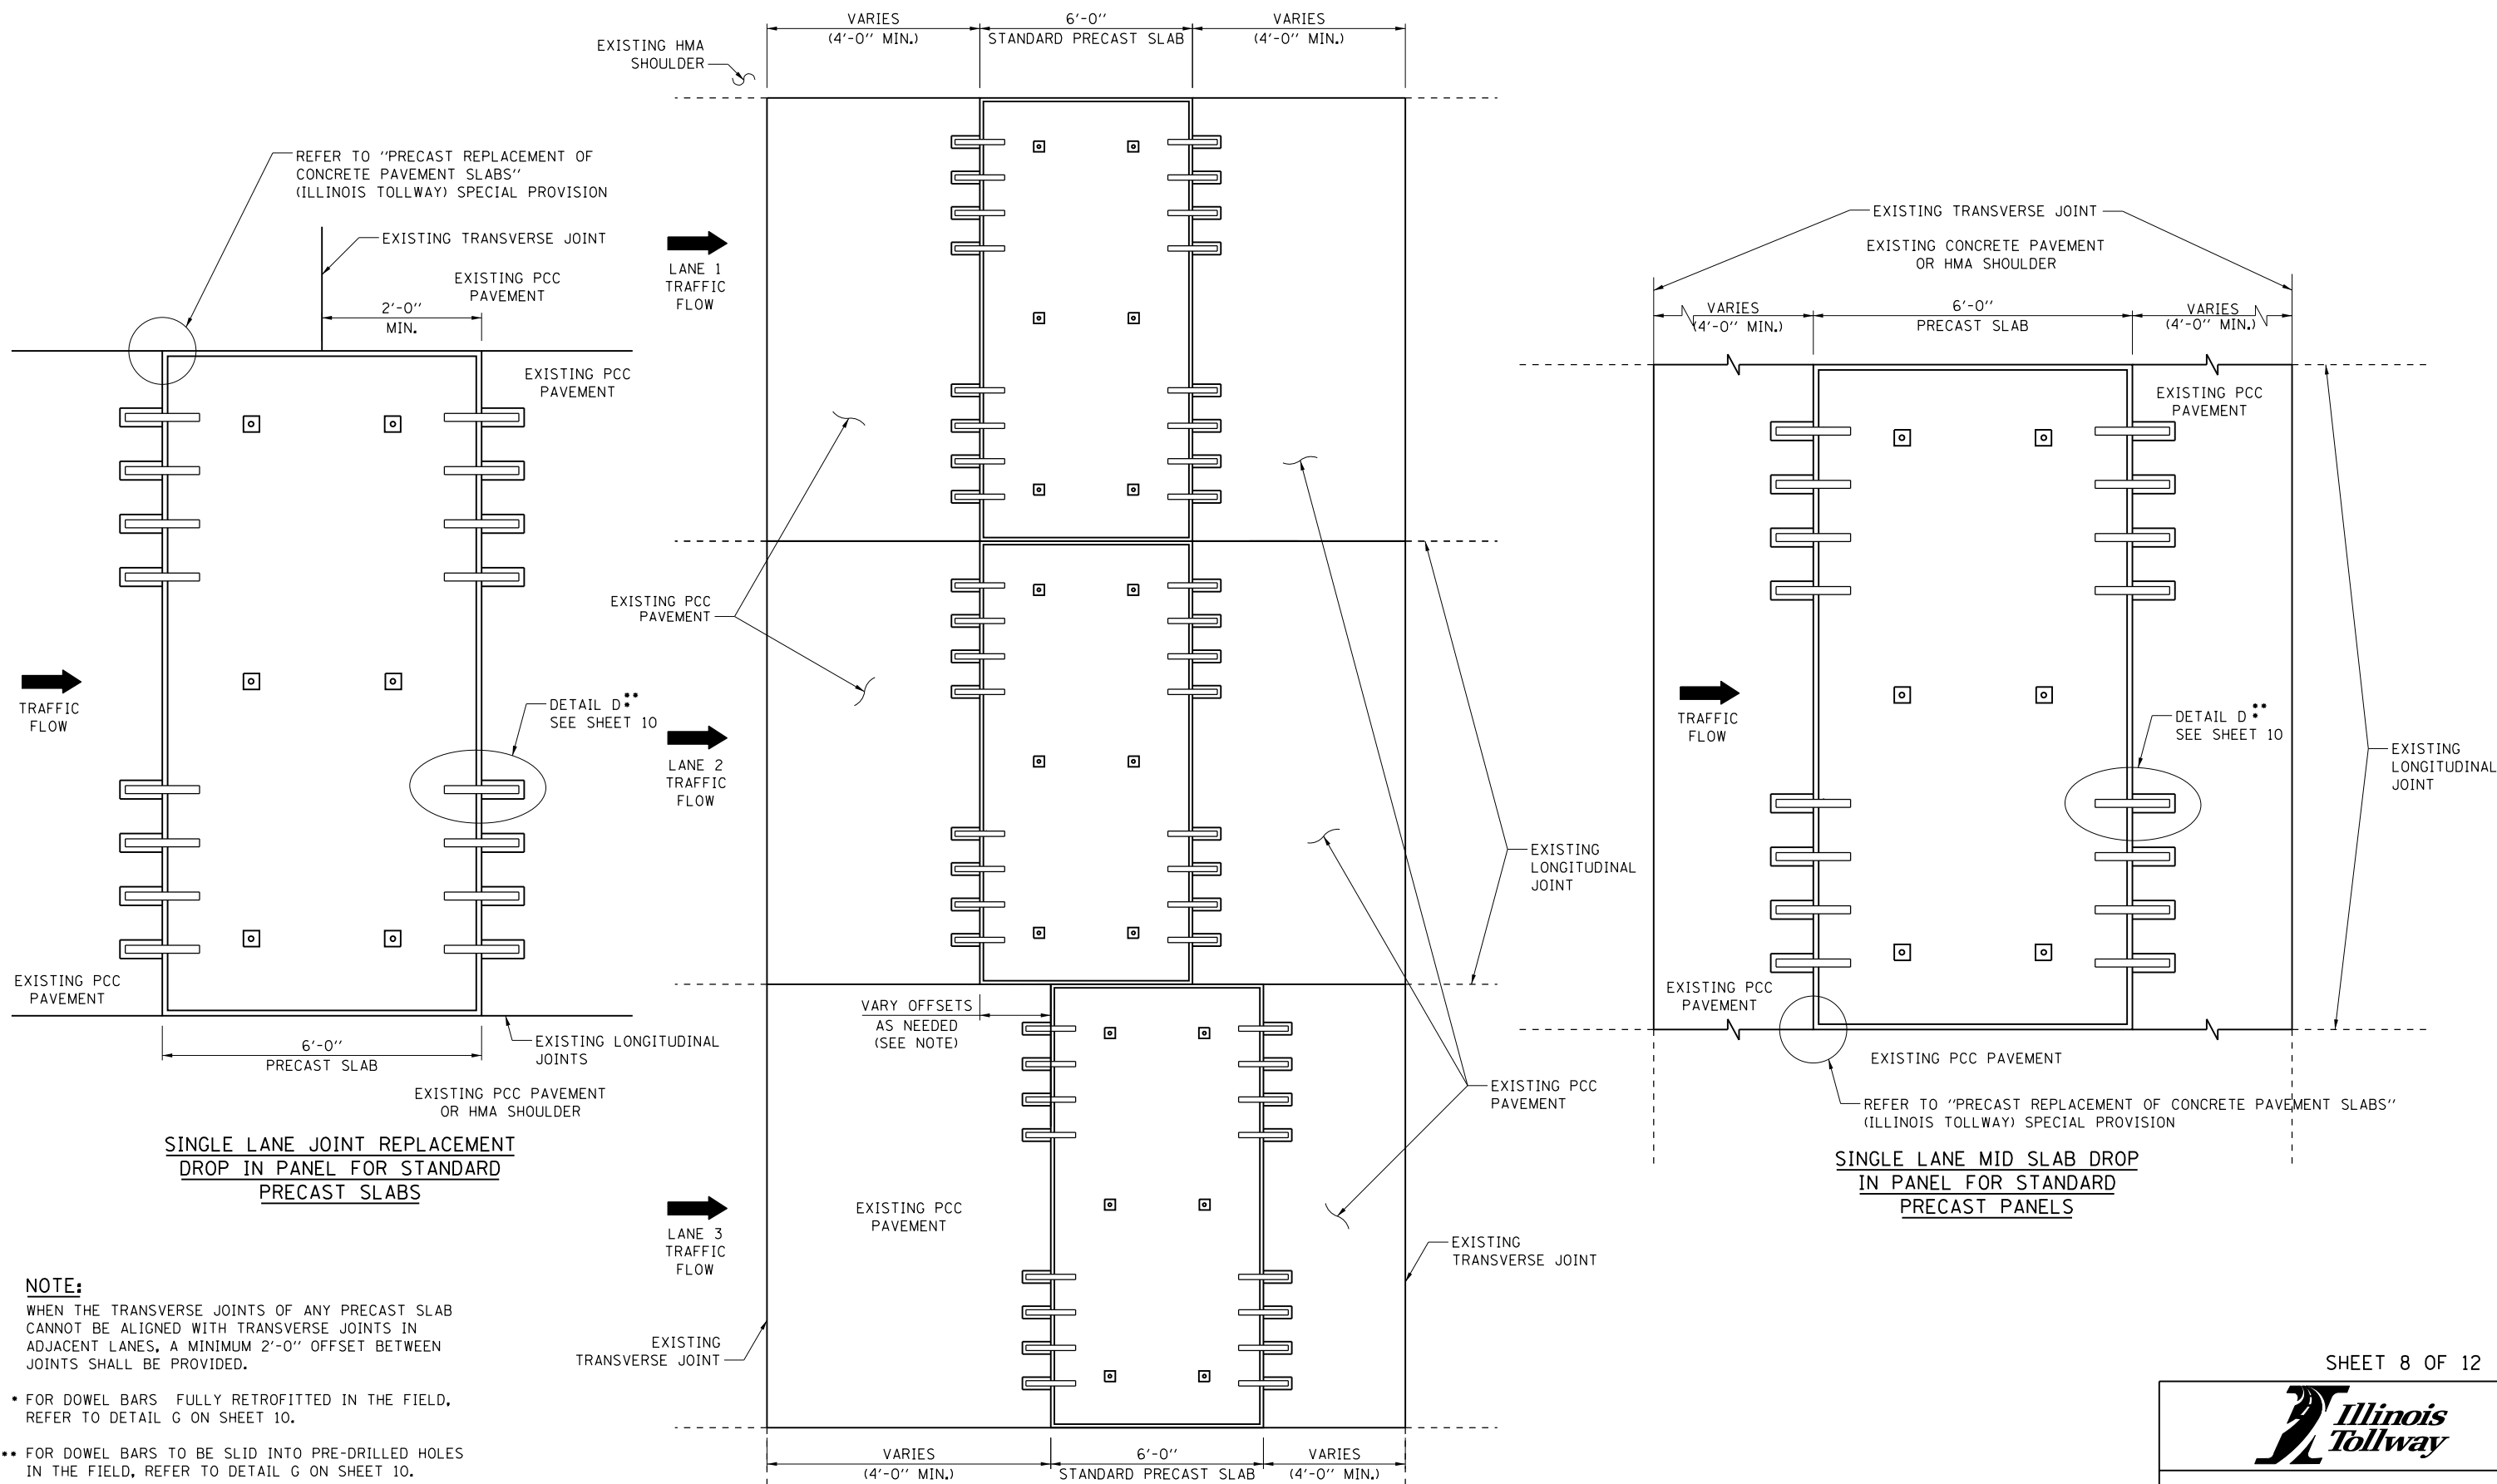 VARIES
(4'-0" MIN.)
6'-0"
STANDARD PRECAST SLAB
VARIES
(4'-0" MIN.)
EXISTING HMA
SHOULDER
REFER TO "PRECAST REPLACEMENT OF
CONCRETE PAVEMENT SLABS"
(ILLINOIS TOLLWAY) SPECIAL PROVISION
EXISTING TRANSVERSE JOINT
EXISTING PCC
PAVEMENT
2'-0"
MIN.
EXISTING PCC
PAVEMENT
TRAFFIC
FLOW
DETAIL D* **
SEE SHEET 10
EXISTING PCC
PAVEMENT
6'-0"
PRECAST SLAB
EXISTING LONGITUDINAL
JOINTS
EXISTING PCC PAVEMENT
OR HMA SHOULDER
SINGLE LANE JOINT REPLACEMENT
DROP IN PANEL FOR STANDARD
PRECAST SLABS
LANE 1
TRAFFIC
FLOW
EXISTING PCC
PAVEMENT
LANE 2
TRAFFIC
FLOW
EXISTING
LONGITUDINAL
JOINT
VARY OFFSETS
AS NEEDED
(SEE NOTE)
EXISTING PCC
PAVEMENT
EXISTING PCC
PAVEMENT
LANE 3
TRAFFIC
FLOW
EXISTING
TRANSVERSE JOINT
EXISTING
TRANSVERSE JOINT
VARIES
(4'-0" MIN.)
6'-0"
STANDARD PRECAST SLAB
VARIES
(4'-0" MIN.)
EXISTING TRANSVERSE JOINT
EXISTING CONCRETE PAVEMENT
OR HMA SHOULDER
VARIES
(4'-0" MIN.)
6'-0"
PRECAST SLAB
VARIES
(4'-0" MIN.)
EXISTING PCC
PAVEMENT
TRAFFIC
FLOW
DETAIL D * **
SEE SHEET 10
EXISTING
LONGITUDINAL
JOINT
EXISTING PCC
PAVEMENT
EXISTING PCC PAVEMENT
REFER TO "PRECAST REPLACEMENT OF CONCRETE PAVEMENT SLABS"
(ILLINOIS TOLLWAY) SPECIAL PROVISION
SINGLE LANE MID SLAB DROP
IN PANEL FOR STANDARD
PRECAST PANELS
NOTE:
WHEN THE TRANSVERSE JOINTS OF ANY PRECAST SLAB
CANNOT BE ALIGNED WITH TRANSVERSE JOINTS IN
ADJACENT LANES, A MINIMUM 2'-0" OFFSET BETWEEN
JOINTS SHALL BE PROVIDED.
* FOR DOWEL BARS FULLY RETROFITTED IN THE FIELD,
REFER TO DETAIL G ON SHEET 10.
** FOR DOWEL BARS TO BE SLID INTO PRE-DRILLED HOLES
IN THE FIELD, REFER TO DETAIL G ON SHEET 10.
SHEET 8 OF 12
Illinois
Tollway